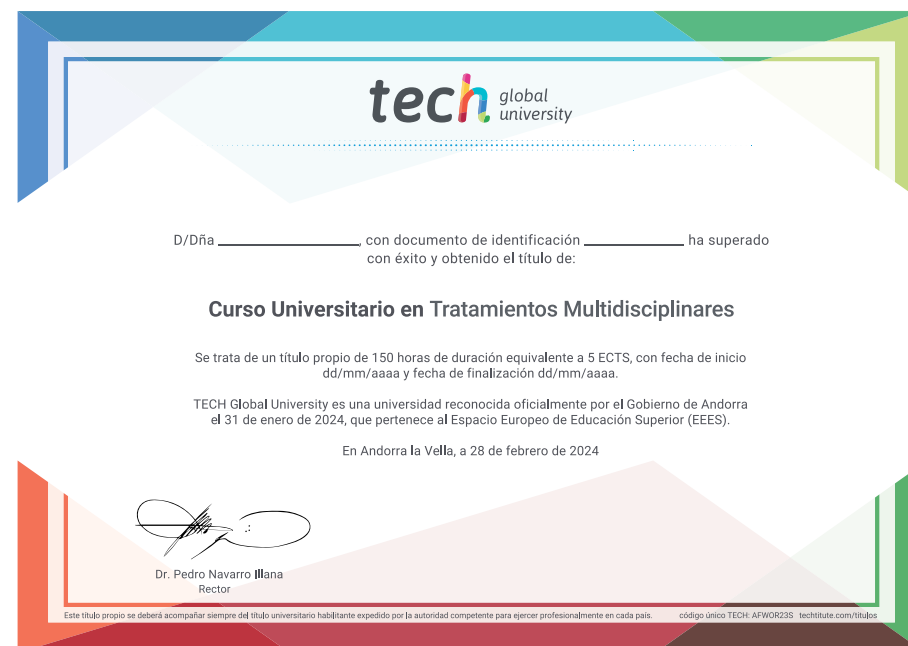 tech global
university
D/Dña ____________________, con documento de identificación ______________ ha superado
con éxito y obtenido el título de:
Curso Universitario en Tratamientos Multidisciplinares
Se trata de un título propio de 150 horas de duración equivalente a 5 ECTS, con fecha de inicio
dd/mm/aaaa y fecha de finalización dd/mm/aaaa.
TECH Global University es una universidad reconocida oficialmente por el Gobierno de Andorra
el 31 de enero de 2024, que pertenece al Espacio Europeo de Educación Superior (EEES).
En Andorra la Vella, a 28 de febrero de 2024
Dr. Pedro Navarro Illana
Rector
Este título propio se deberá acompañar siempre del título universitario habilitante expedido por la autoridad competente para ejercer profesionalmente en cada país. código único TECH: AFWOR23S techtitute.com/titulos